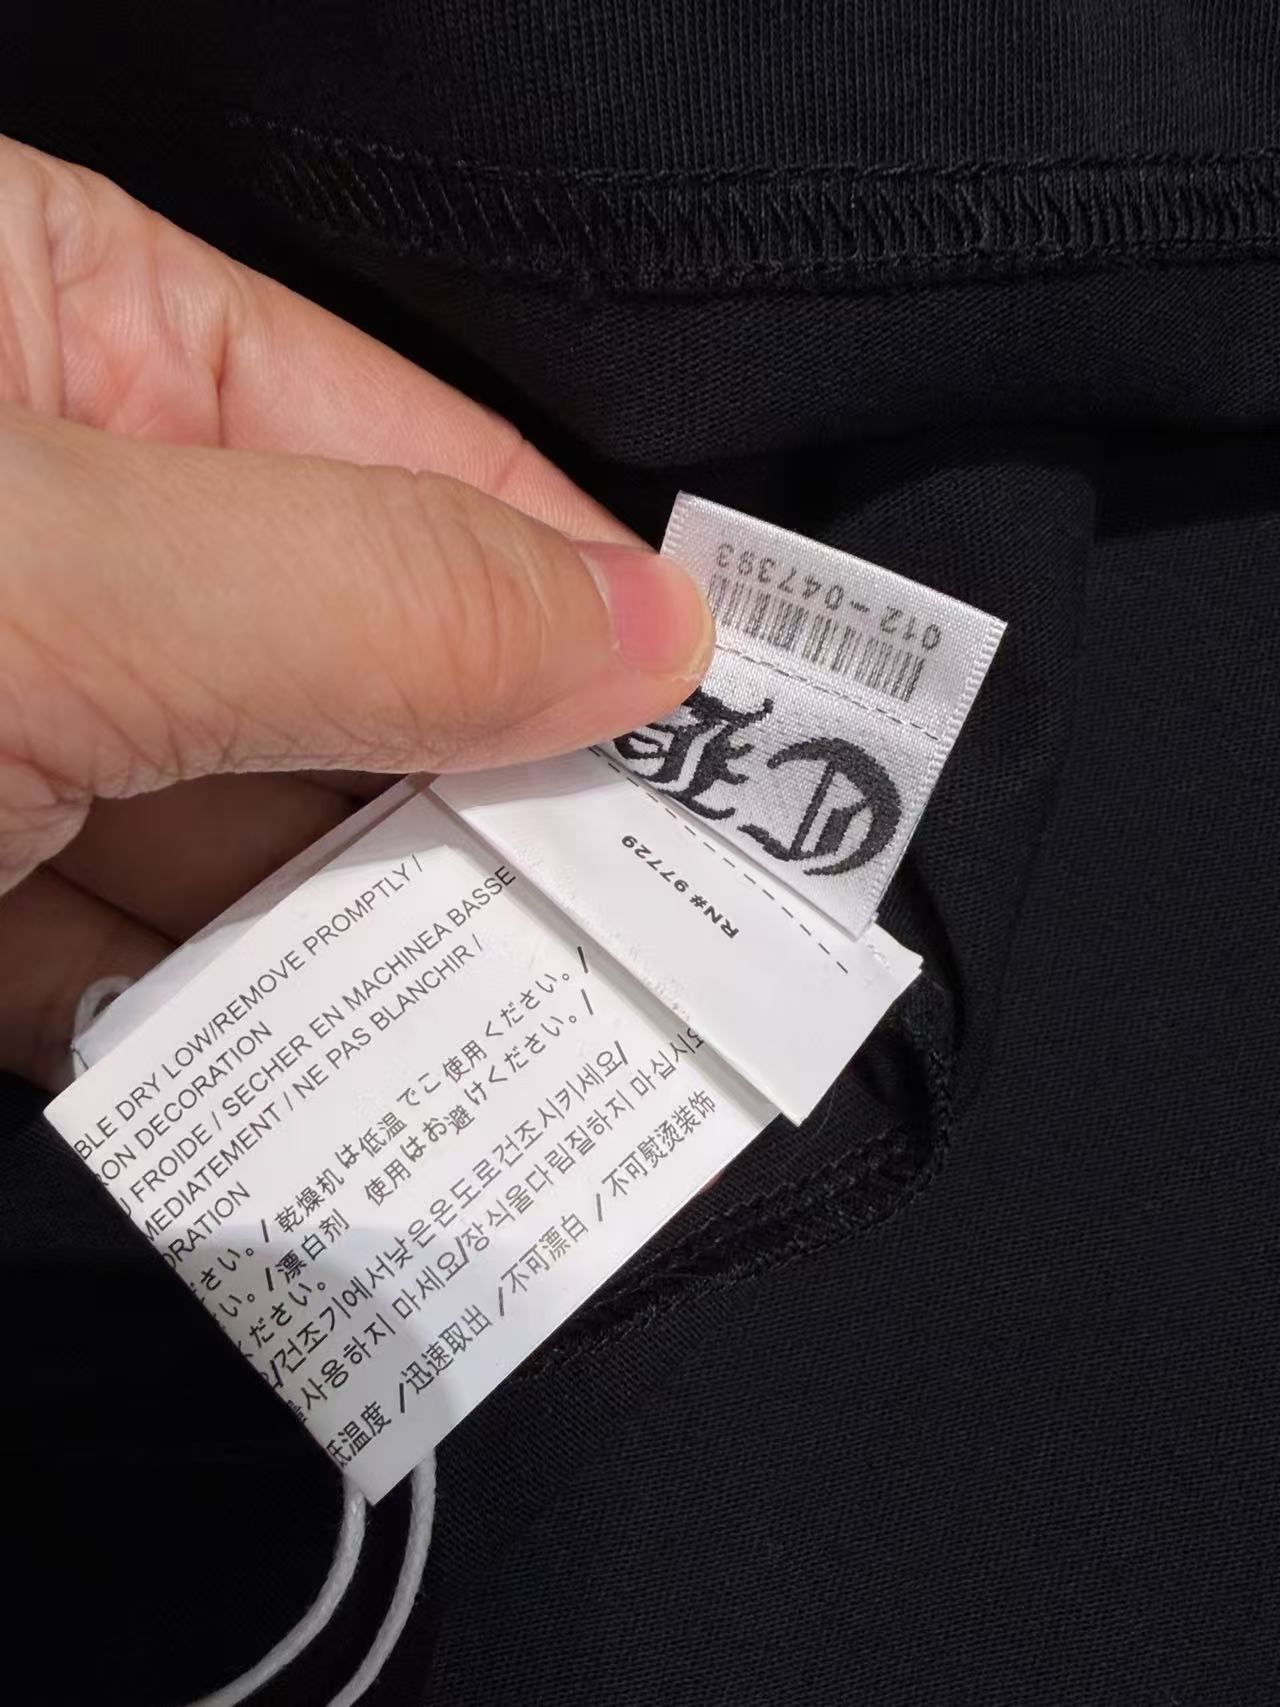 012-047393
RN# 97729
BLE DRY LOW/REMOVE PROMPTLY /
RON DECORATION
U FROIDE / SECHER EN MACHINEA BASSE
MEDIATEMENT / NE PAS BLANCHIR /
ORATION
さい。/ 乾燥机は低温 でご使用 ください。/
い。/ 漂白剂 使用はお避 けください。/
ください。
/건조기에서낮은온도로건조시키세요/
사용하지 마세요/장식을다림질하지 마십시오
低温度 /迅速取出 /不可漂白 /不可熨烫装饰